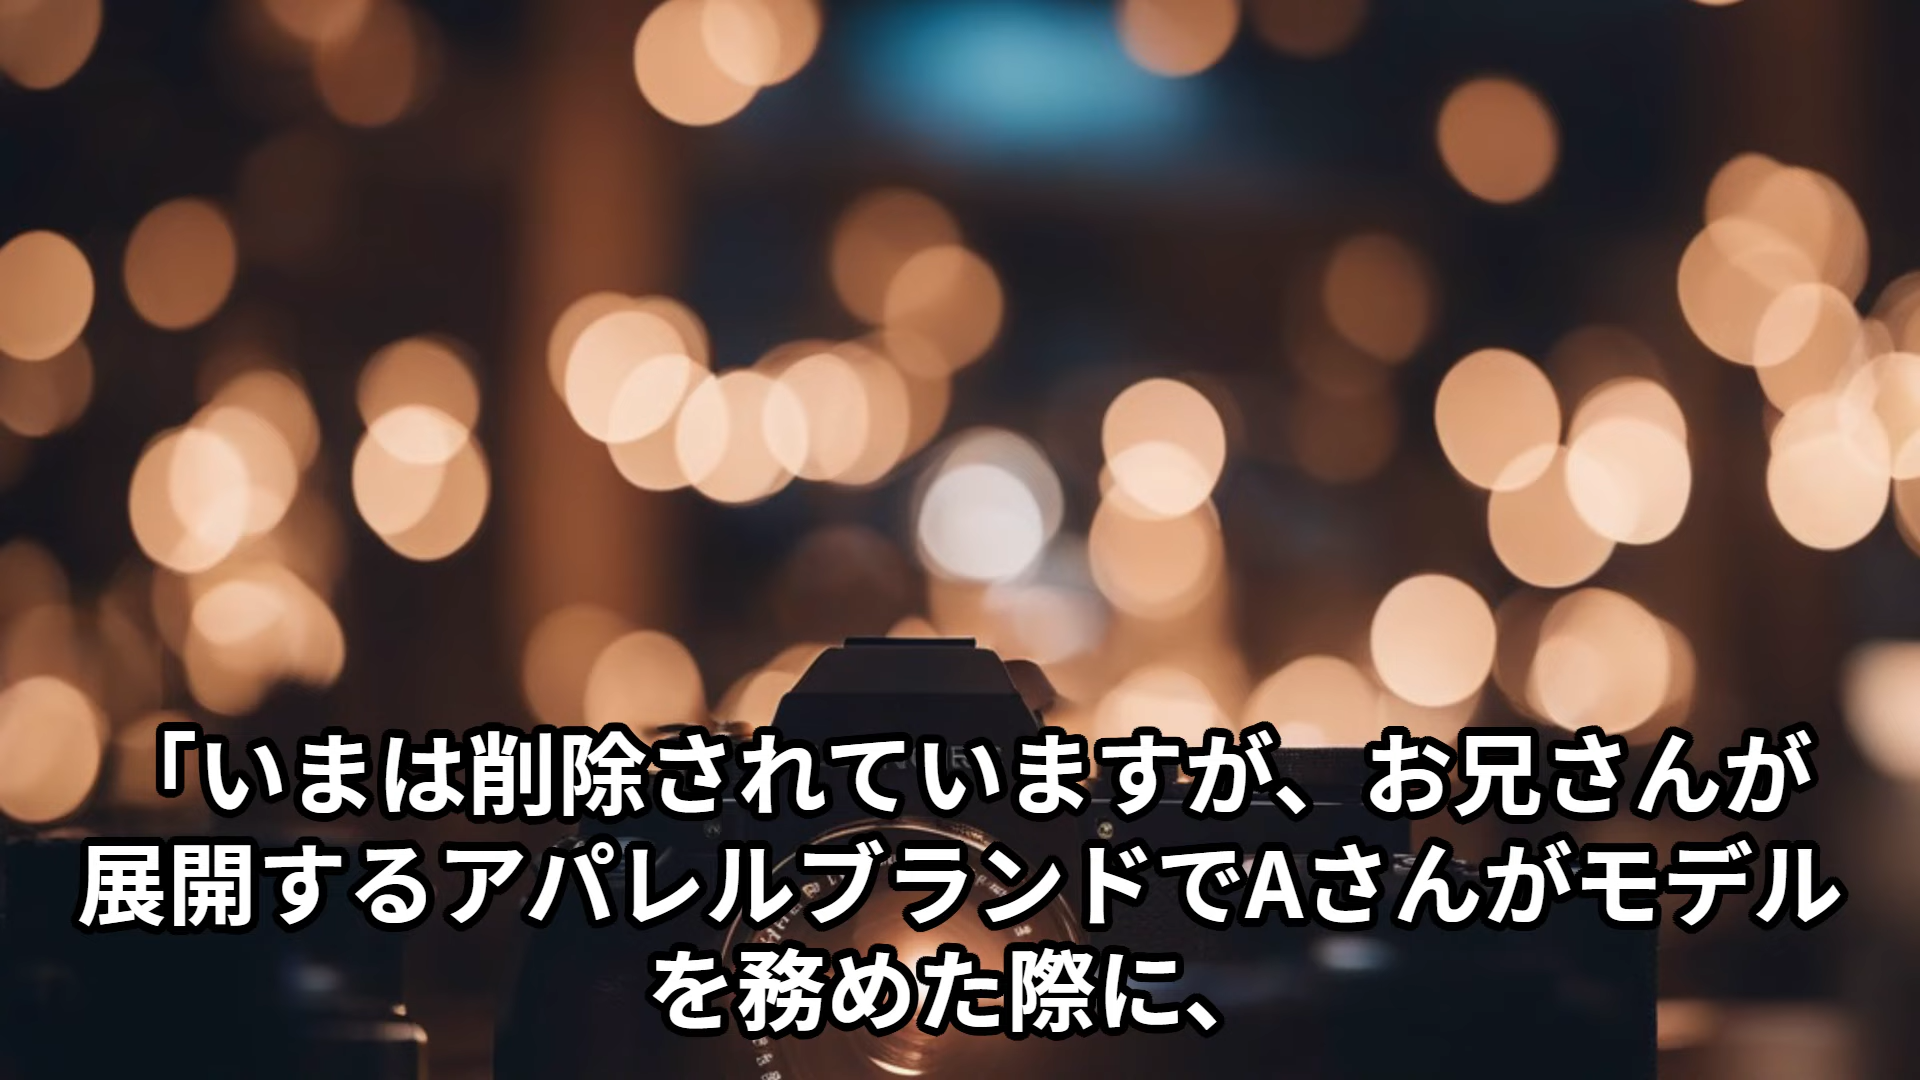 「いまは削除されていますが、お兄さんが
展開するアパレルブランドでAさんがモデル
を務めた際に、